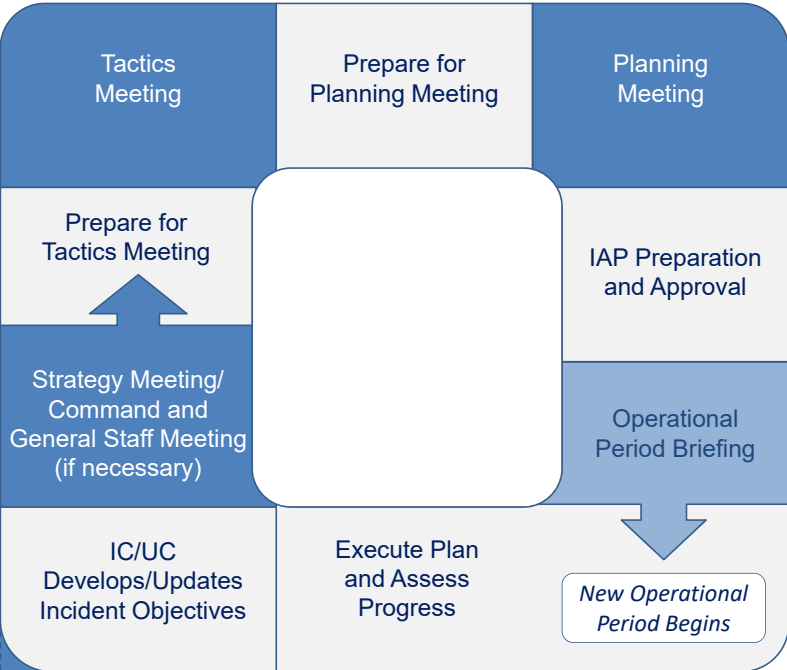 Tactics
Meeting
Prepare for
Planning Meeting
Planning
Meeting
Prepare for
Tactics Meeting
IAP Preparation
and Approval
Strategy Meeting/
Command and
General Staff Meeting
(if necessary)
Operational
Period Briefing
IC/UC
Develops/Updates
Incident Objectives
Execute Plan
and Assess
Progress
New Operational
Period Begins